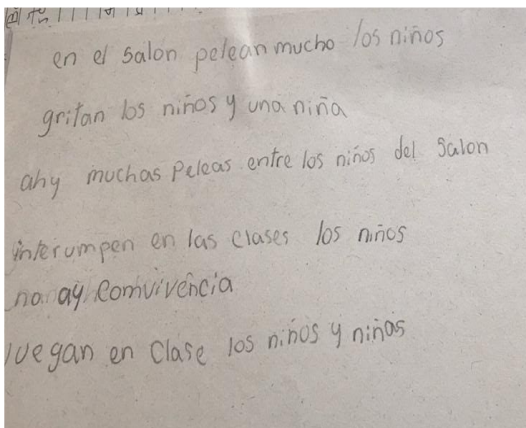 en el salon pelean mucho los niños
gritan los niños y una niña
ahy muchas peleas entre los niños del salon
interumpen en las clases los niños
no ay comvivencia
juegan en clase los niños y niñas